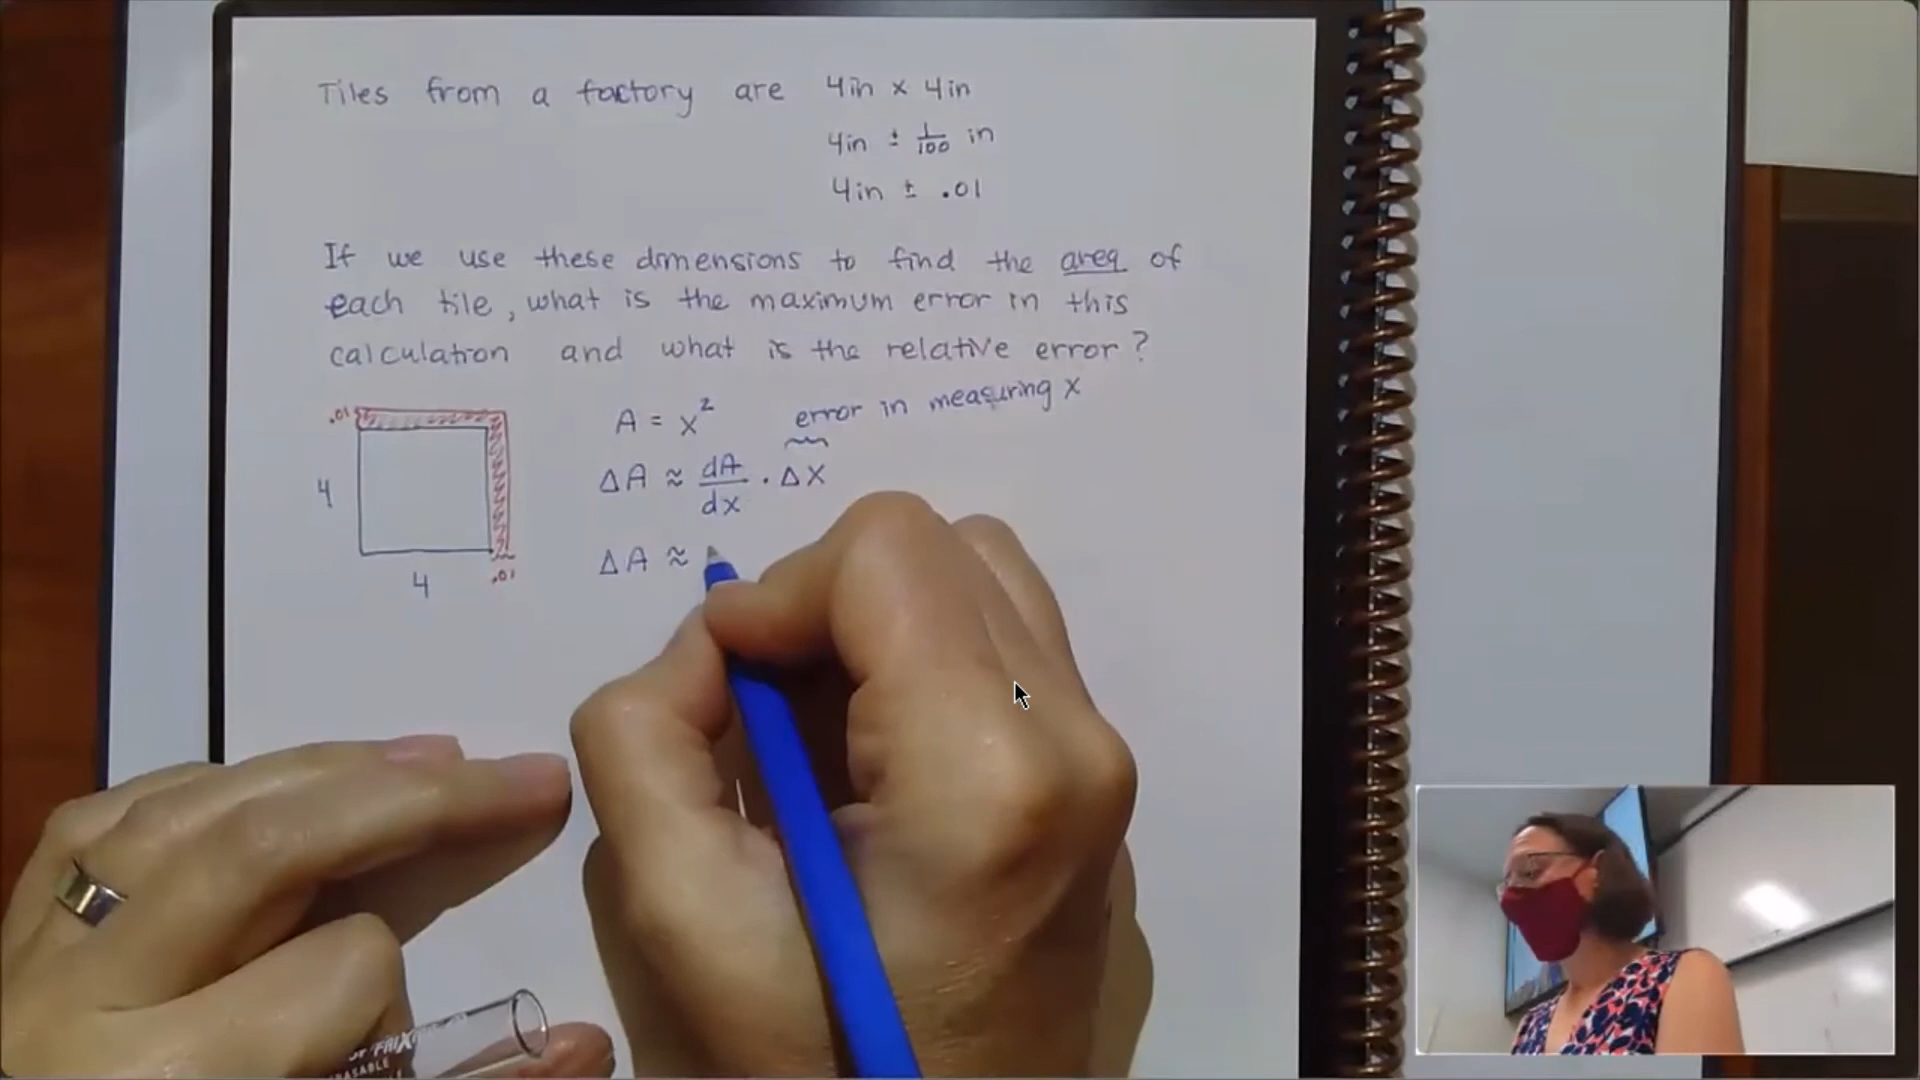 Tiles from a factory are 4in x 4in
4in ± 1/100 in
4in ± .01
If we use these dimensions to find the area of
each tile, what is the maximum error in this
calculation and what is the relative error?
.01
4
4
.01
A = x²
error in measuring x
ΔA ≈ dA/dx · Δx
ΔA ≈